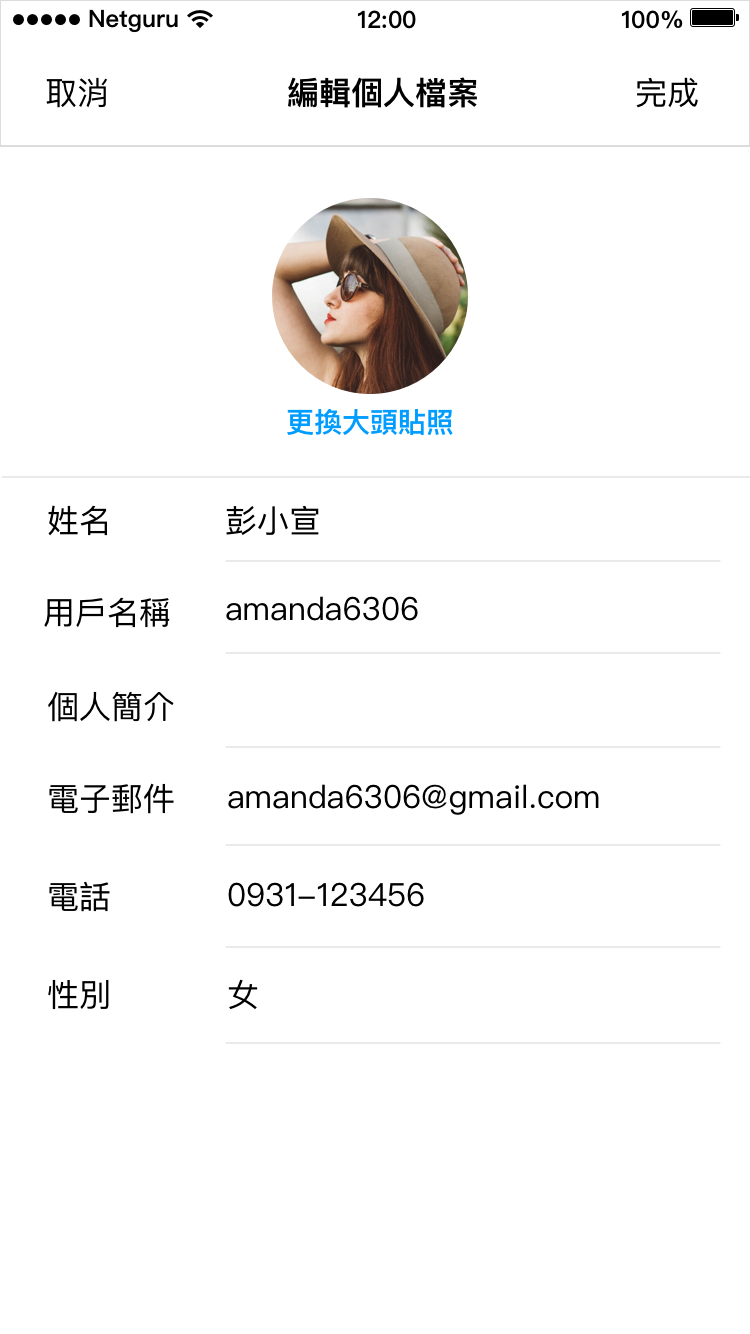 Netguru 12:00 100%
取消 編輯個人檔案 完成
更換大頭貼照
姓名 彭小宣
用戶名稱 amanda6306
個人簡介
電子郵件 amanda6306@gmail.com
電話 0931–123456
性別 女